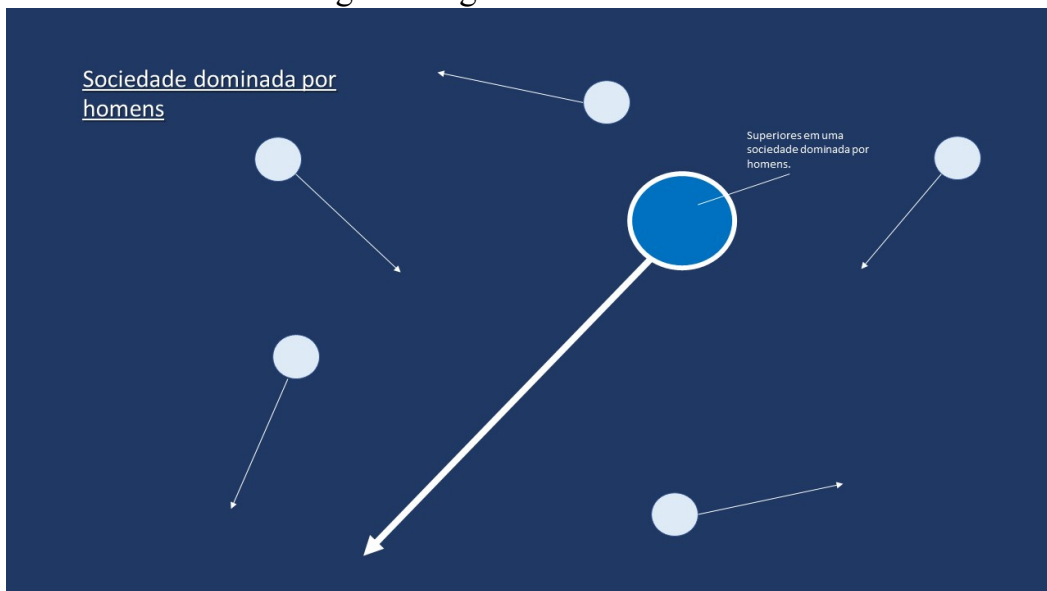 Sociedade dominada por
homens
Superiores em uma
sociedade dominada por
homens.